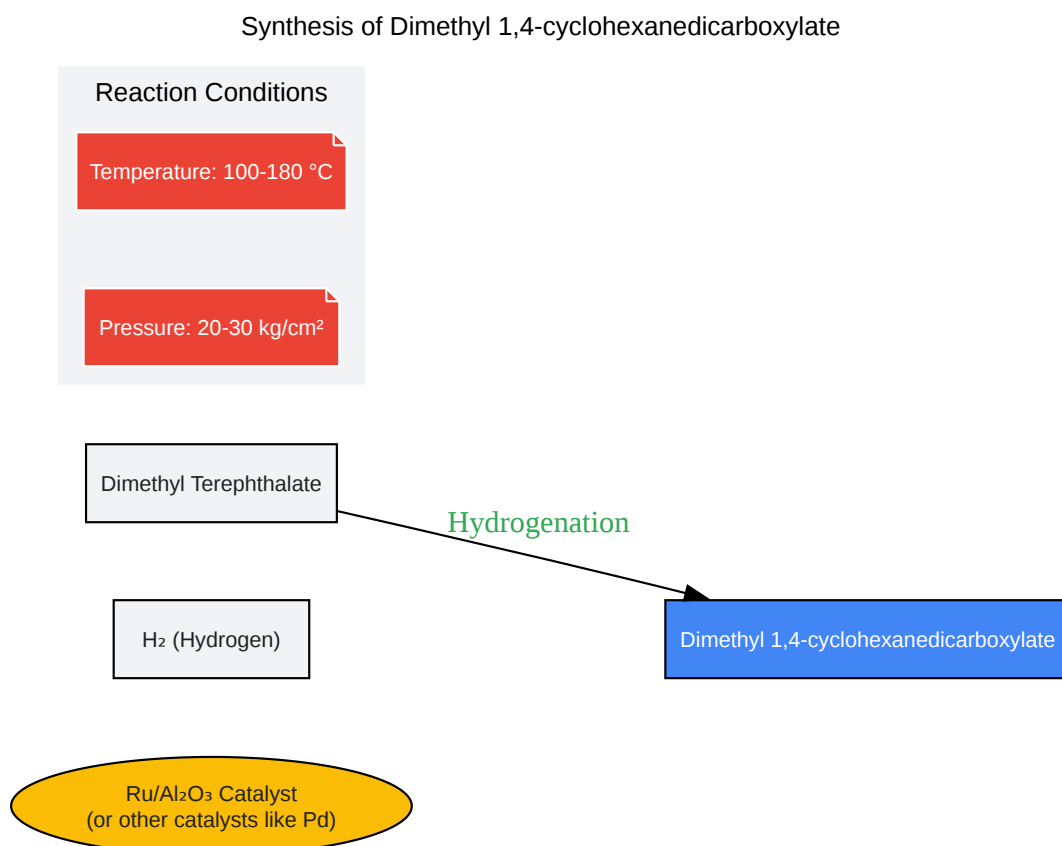 Synthesis of Dimethyl 1,4-cyclohexanedicarboxylate
Reaction Conditions
Temperature: 100-180 °C
Pressure: 20-30 kg/cm²
Dimethyl Terephthalate
Hydrogenation
H₂ (Hydrogen)
Dimethyl 1,4-cyclohexanedicarboxylate
Ru/Al₂O₃ Catalyst
(or other catalysts like Pd)